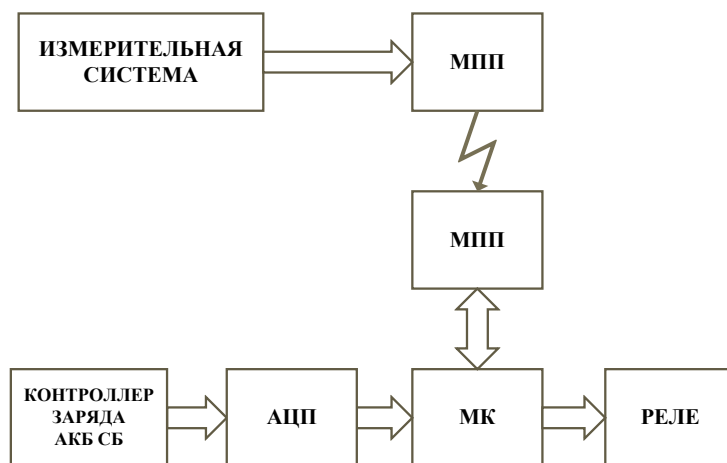 ИЗМЕРИТЕЛЬНАЯ
СИСТЕМА
МПП
МПП
КОНТРОЛЛЕР
ЗАРЯДА
АКБ СБ
АЦП
МК
РЕЛЕ